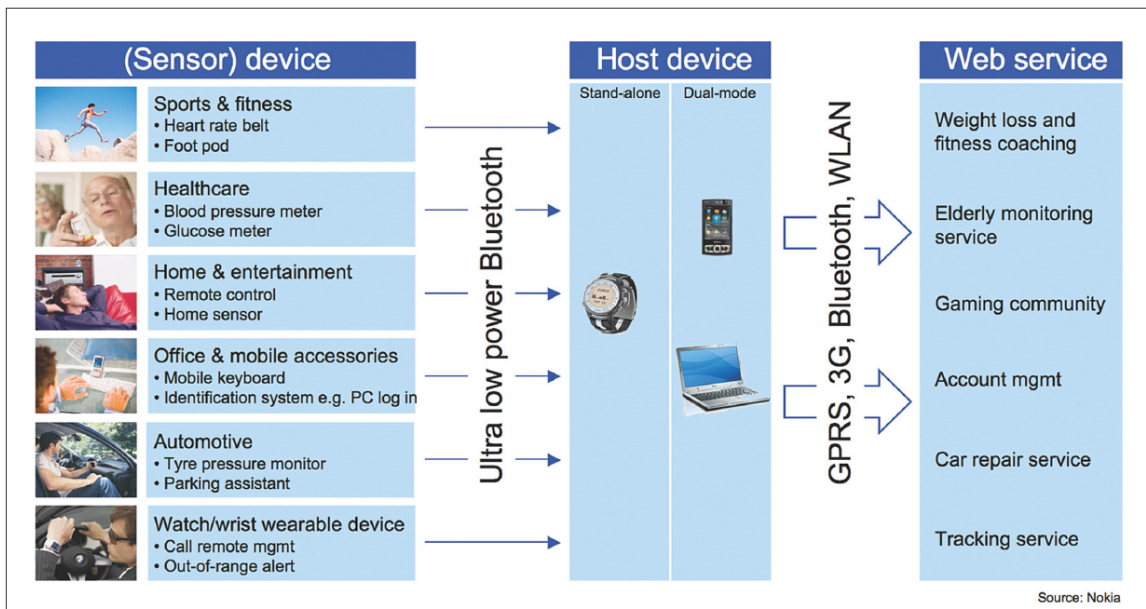 (Sensor) device
Sports & fitness
• Heart rate belt
• Foot pod
Healthcare
• Blood pressure meter
• Glucose meter
Home & entertainment
• Remote control
• Home sensor
Office & mobile accessories
• Mobile keyboard
• Identification system e.g. PC log in
Automotive
• Tyre pressure monitor
• Parking assistant
Watch/wrist wearable device
• Call remote mgmt
• Out-of-range alert
Ultra low power Bluetooth
Host device
Stand-alone
Dual-mode
GPRS, 3G, Bluetooth, WLAN
Web service
Weight loss and
fitness coaching
Elderly monitoring
service
Gaming community
Account mgmt
Car repair service
Tracking service
Source: Nokia